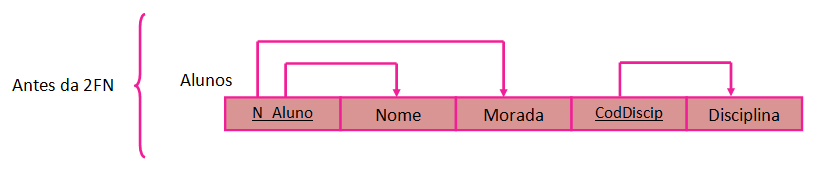 Antes da 2FN
Alunos
N_Aluno Nome Morada CodDiscip Disciplina